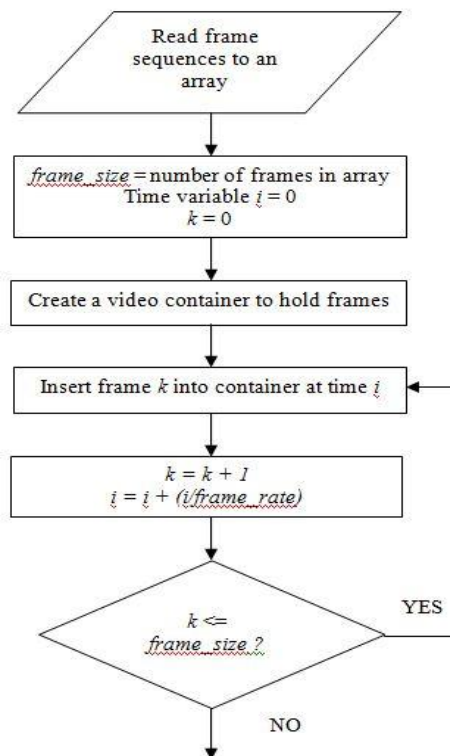 Read frame
sequences to an
array
frame_size = number of frames in array
Time variable i = 0
k = 0
Create a video container to hold frames
Insert frame k into container at time i
k = k + 1
i = i + (i/frame_rate)
k <=
frame_size ?
YES
NO